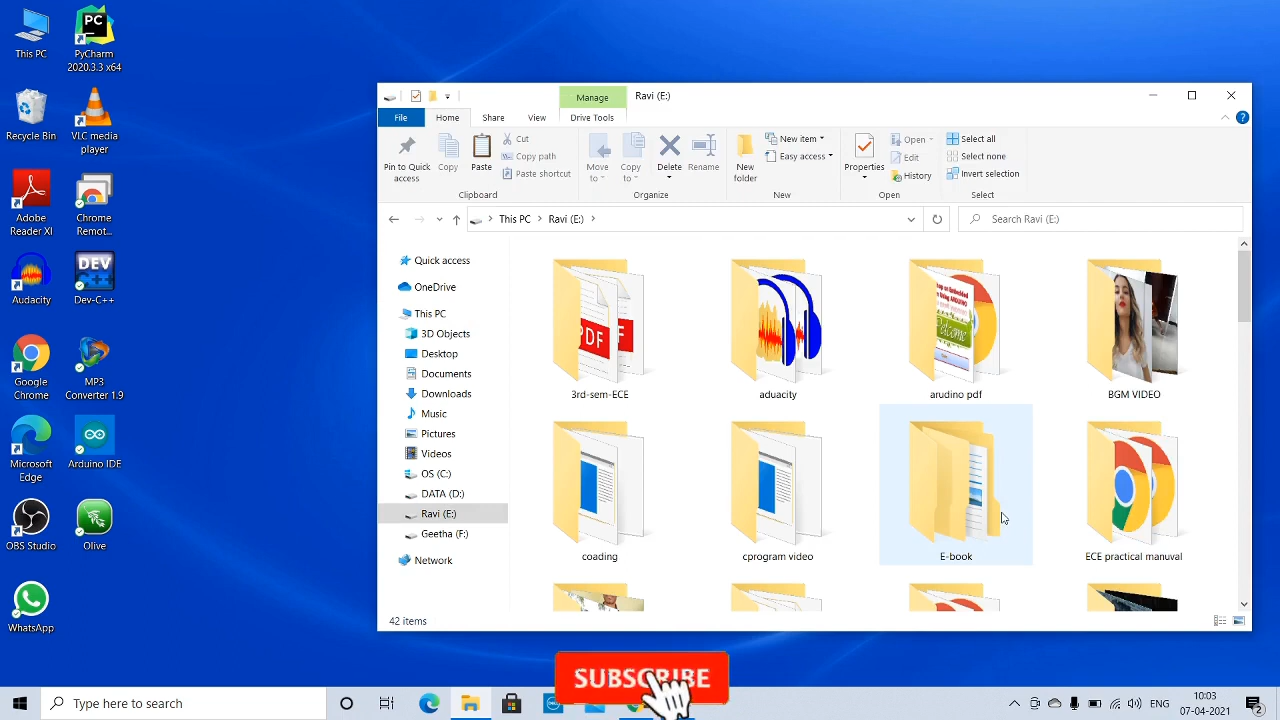 This PC
PyCharm
2020.3.3 x64
Recycle Bin
VLC media
player
Adobe
Reader XI
Chrome
Remot...
Audacity
DEV
Dev-C++
Google
Chrome
MP3
Converter 1.9
Microsoft
Edge
Arduino IDE
OBS Studio
Olive
WhatsApp
Manage
Ravi (E:)
File
Home
Share
View
Drive Tools
Pin to Quick
access
Copy
Paste
Cut
Copy path
Paste shortcut
Clipboard
Move
to
Copy
to
Delete
Rename
Organize
New
folder
New item
Easy access
New
Properties
Open
Edit
History
Open
Select all
Select none
Invert selection
Select
This PC
Ravi (E:)
Search Ravi (E:)
Quick access
OneDrive
This PC
3D Objects
Desktop
Documents
Downloads
Music
Pictures
Videos
OS (C:)
DATA (D:)
Ravi (E:)
Geetha (F:)
Network
3rd-sem-ECE
aduacity
arudino pdf
BGM VIDEO
coading
cprogram video
E-book
ECE practical manuval
42 items
SUBSCRIBE
Type here to search
ENG
10:03
07-04-2021
2